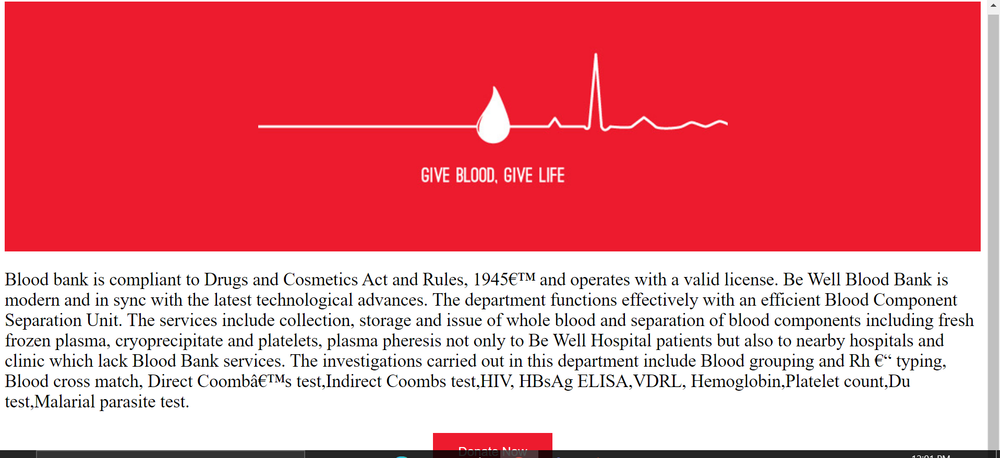 GIVE BLOOD, GIVE LIFE
Blood bank is compliant to Drugs and Cosmetics Act and Rules, 1945€™ and operates with a valid license. Be Well Blood Bank is
modern and in sync with the latest technological advances. The department functions effectively with an efficient Blood Component
Separation Unit. The services include collection, storage and issue of whole blood and separation of blood components including fresh
frozen plasma, cryoprecipitate and platelets, plasma pheresis not only to Be Well Hospital patients but also to nearby hospitals and
clinic which lack Blood Bank services. The investigations carried out in this department include Blood grouping and Rh €“ typing,
Blood cross match, Direct Coombâ€™s test,Indirect Coombs test,HIV, HBsAg ELISA,VDRL, Hemoglobin,Platelet count,Du
test,Malarial parasite test.
Donate Now
12:01 PM